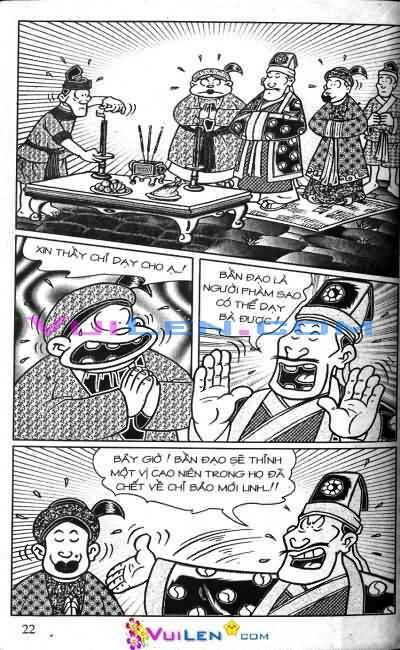 XIN THẦY CHỈ DẠY CHO Ạ..!
BẦN ĐẠO LÀ
NGƯỜI PHÀM SAO
CÓ THỂ DẠY
BÀ ĐƯỢC !
VUILEN.COM
BÂY GIỜ ! BẦN ĐẠO SẼ THỈNH
MỘT VỊ CAO NIÊN TRONG HỌ ĐÃ
CHẾT VỀ CHỈ BẢO MỚI LINH..!!
22
VUILEN.COM